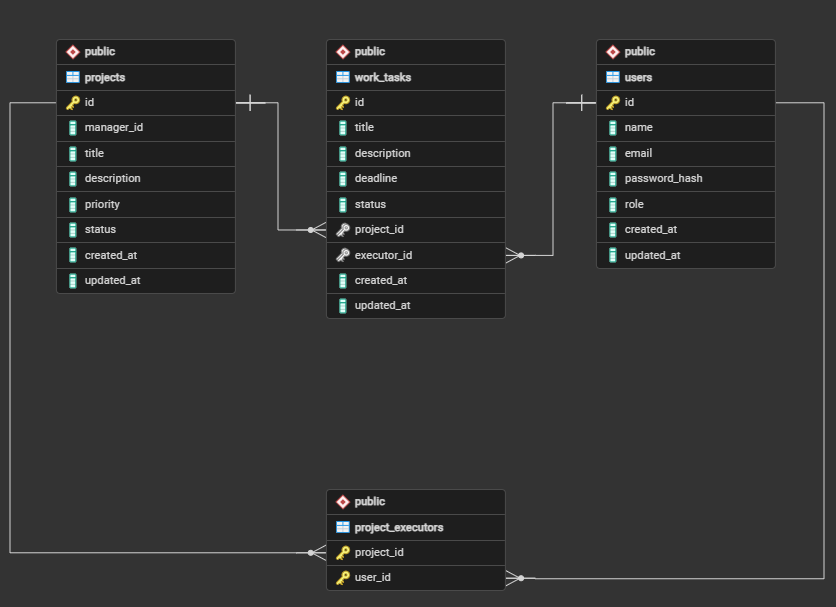 public
projects
id
manager_id
title
description
priority
status
created_at
updated_at
public
work_tasks
id
title
description
deadline
status
project_id
executor_id
created_at
updated_at
public
users
id
name
email
password_hash
role
created_at
updated_at
public
project_executors
project_id
user_id